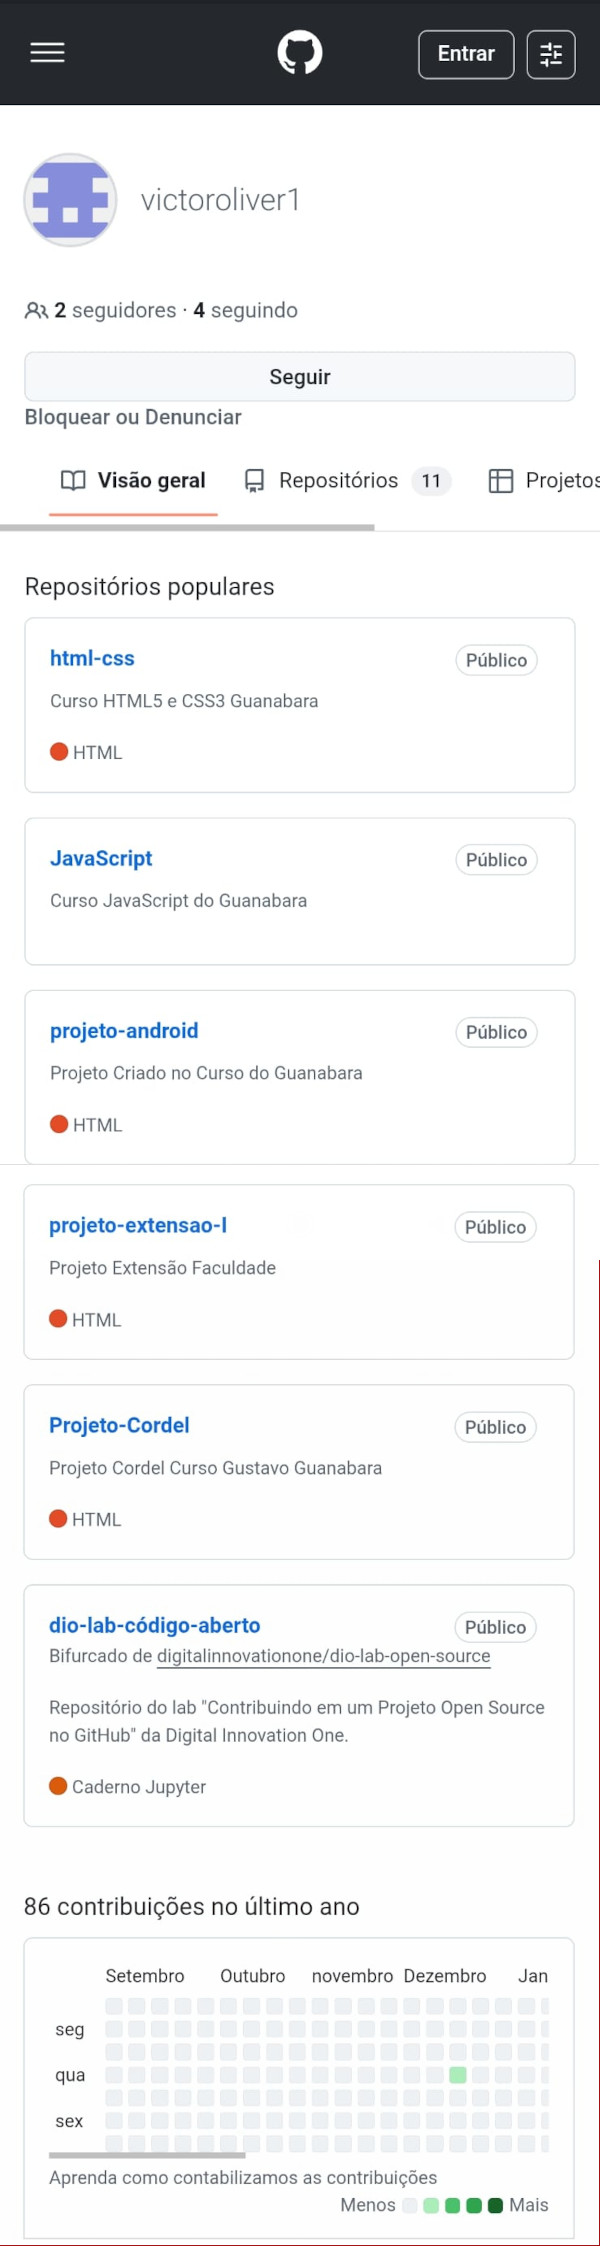 Entrar
victoroliver1
2 seguidores · 4 seguindo
Seguir
Bloquear ou Denunciar
Visão geral Repositórios 11 Projetos
Repositórios populares
html-css Público
Curso HTML5 e CSS3 Guanabara
HTML
JavaScript Público
Curso JavaScript do Guanabara
projeto-android Público
Projeto Criado no Curso do Guanabara
HTML
projeto-extensao-I Público
Projeto Extensão Faculdade
HTML
Projeto-Cordel Público
Projeto Cordel Curso Gustavo Guanabara
HTML
dio-lab-código-aberto Público
Bifurcado de digitalinnovationone/dio-lab-open-source
Repositório do lab "Contribuindo em um Projeto Open Source
no GitHub" da Digital Innovation One.
Caderno Jupyter
86 contribuições no último ano
Setembro Outubro novembro Dezembro Jan
seg
qua
sex
Aprenda como contabilizamos as contribuições
Menos Mais